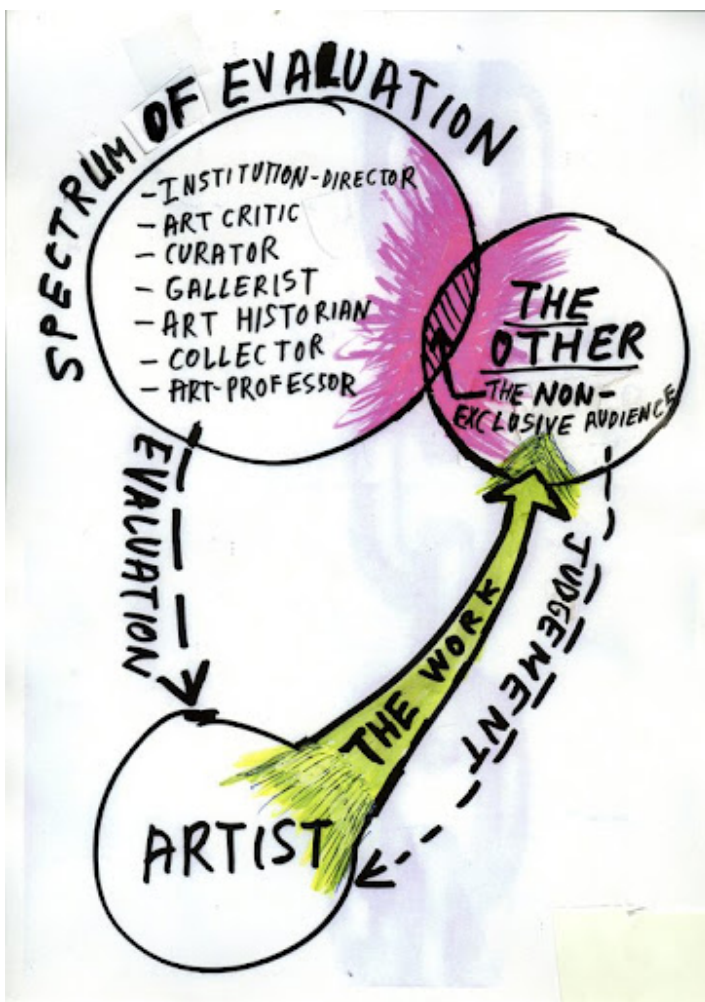 SPECTRUM OF EVALUATION
-INSTITUTION-DIRECTOR
-ART CRITIC
-CURATOR
-GALLERIST
-ART HISTORIAN
-COLLECTOR
-ART-PROFESSOR
THE
OTHER
THE NON-
EXCLUSIVE AUDIENCE
EVALUATION
JUDGEMENT
THE WORK
ARTIST